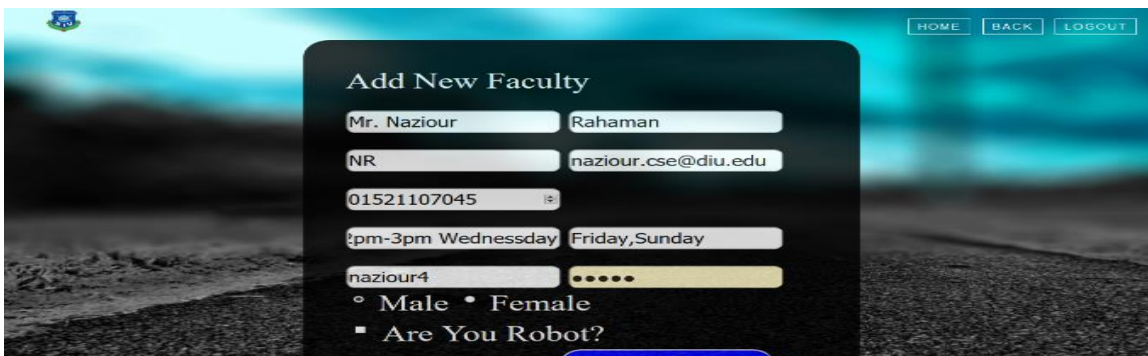 HOME BACK LOGOUT
Add New Faculty
Mr. Naziour Rahaman
NR naziour.cse@diu.edu
01521107045
2pm-3pm Wednessday Friday,Sunday
naziour4 •••••
Male Female
Are You Robot?